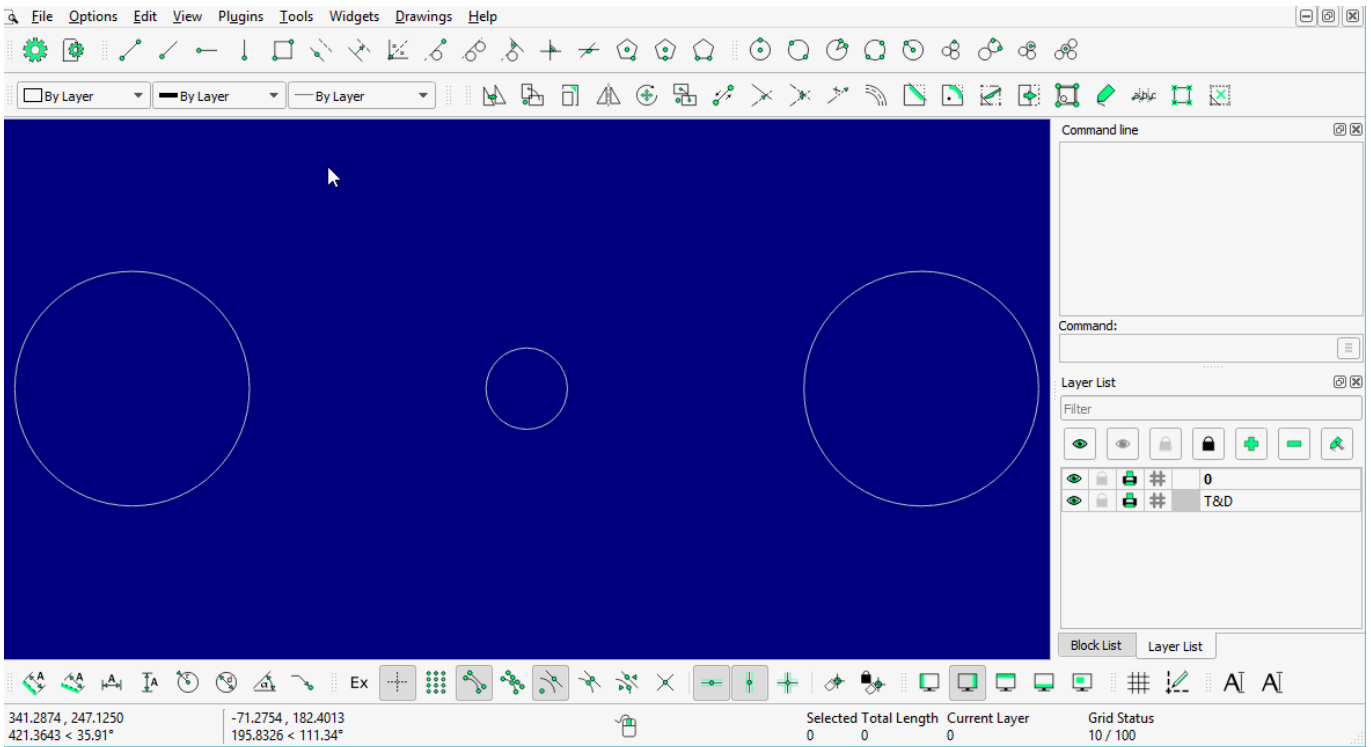 File Options Edit View Plugins Tools Widgets Drawings Help
By Layer By Layer By Layer
abc
Command line
Command:
Layer List
Filter
0
T&D
Block List Layer List
A A A A α Ex A A
341.2874 , 247.1250 -71.2754 , 182.4013 Selected Total Length Current Layer Grid Status
421.3643 < 35.91° 195.8326 < 111.34° 0 0 0 10 / 100